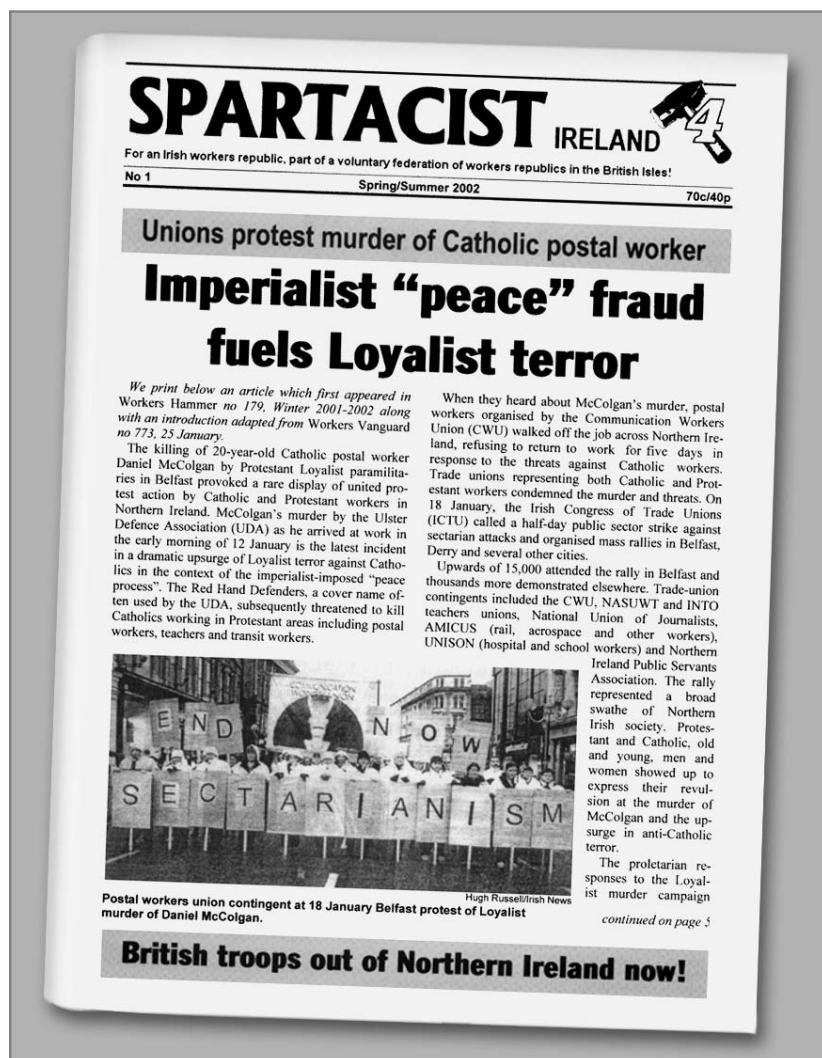 SPARTACIST IRELAND 4
For an Irish workers republic, part of a voluntary federation of workers republics in the British Isles!
No 1 Spring/Summer 2002 70c/40p
Unions protest murder of Catholic postal worker
Imperialist “peace” fraud
fuels Loyalist terror
We print below an article which first appeared in
Workers Hammer no 179, Winter 2001-2002 along
with an introduction adapted from Workers Vanguard
no 773, 25 January.
The killing of 20-year-old Catholic postal worker
Daniel McColgan by Protestant Loyalist paramilita-
ries in Belfast provoked a rare display of united pro-
test action by Catholic and Protestant workers in
Northern Ireland. McColgan’s murder by the Ulster
Defence Association (UDA) as he arrived at work in
the early morning of 12 January is the latest incident
in a dramatic upsurge of Loyalist terror against Catho-
lics in the context of the imperialist-imposed “peace
process”. The Red Hand Defenders, a cover name of-
ten used by the UDA, subsequently threatened to kill
Catholics working in Protestant areas including postal
workers, teachers and transit workers.
When they heard about McColgan’s murder, postal
workers organised by the Communication Workers
Union (CWU) walked off the job across Northern Ire-
land, refusing to return to work for five days in
response to the threats against Catholic workers.
Trade unions representing both Catholic and Prot-
estant workers condemned the murder and threats. On
18 January, the Irish Congress of Trade Unions
(ICTU) called a half-day public sector strike against
sectarian attacks and organised mass rallies in Belfast,
Derry and several other cities.
Upwards of 15,000 attended the rally in Belfast and
thousands more demonstrated elsewhere. Trade-union
contingents included the CWU, NASUWT and INTO
teachers unions, National Union of Journalists,
AMICUS (rail, aerospace and other workers),
UNISON (hospital and school workers) and Northern
Ireland Public Servants
Association. The rally
represented a broad
swathe of Northern
Irish society. Protes-
tant and Catholic, old
and young, men and
women showed up to
express their revul-
sion at the murder of
McColgan and the up-
surge in anti-Catholic
terror.
The proletarian re-
sponses to the Loyal-
ist murder campaign
continued on page 5
COMMUNICATION
END NOW
SECTARIANISM
Hugh Russell/Irish News
Postal workers union contingent at 18 January Belfast protest of Loyalist
murder of Daniel McColgan.
British troops out of Northern Ireland now!